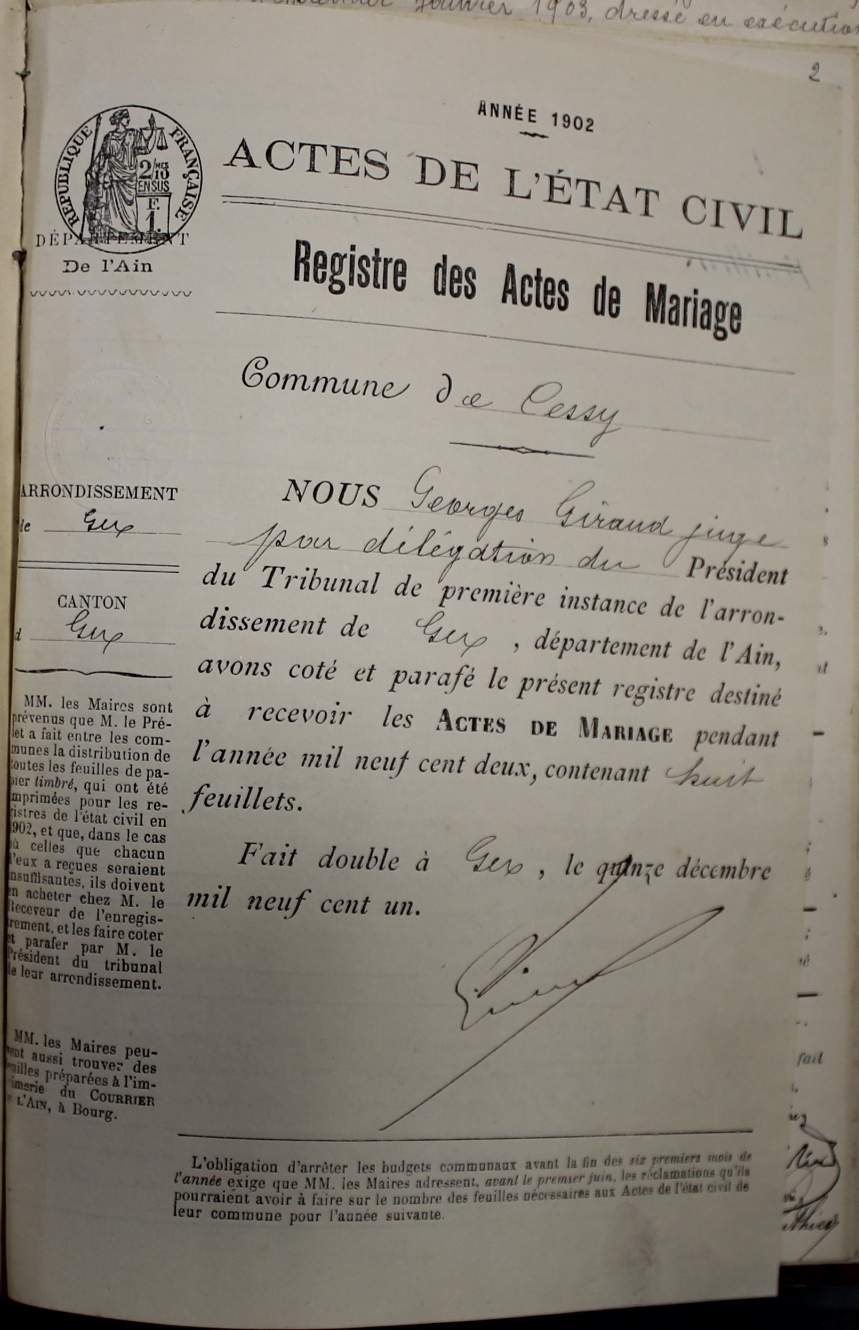 février 1903, dressé en exécution
2
ANNÉE 1902
RÉPUBLIQUE FRANÇAISE
2/10
EN SUS
F.
1.
ACTES DE L'ÉTAT CIVIL
DÉPARTEMENT
De l'Ain
Registre des Actes de Mariage
Commune de Cessy
ARRONDISSEMENT
de Gex
CANTON
d Gex
MM. les Maires sont
prévenus que M. le Pré-
fet a fait entre les com-
munes la distribution de
toutes les feuilles de pa-
pier timbré, qui ont été
imprimées pour les re-
gistres de l'état civil en
1902, et que, dans le cas
où celles que chacun
d'eux a reçues seraient
insuffisantes, ils doivent
en acheter chez M. le
Receveur de l'enregis-
trement, et les faire coter
et parafer par M. le
Président du tribunal
de leur arrondissement.
MM. les Maires peu-
vent aussi trouver des
feuilles préparées à l'im-
primerie du COURRIER
DE L'AIN, à Bourg.
NOUS Georges Giraud juge
par délégation du Président
du Tribunal de première instance de l'arron-
dissement de Gex, département de l'Ain,
avons coté et parafé le présent registre destiné
à recevoir les ACTES DE MARIAGE pendant
l'année mil neuf cent deux, contenant huit
feuillets.
Fait double à Gex, le quinze décembre
mil neuf cent un.
L'obligation d'arrêter les budgets communaux avant la fin des six premiers mois de
l'année exige que MM. les Maires adressent, avant le premier juin, les réclamations qu'ils
pourraient avoir à faire sur le nombre des feuilles nécessaires aux Actes de l'état civil de
leur commune pour l'année suivante.
fait